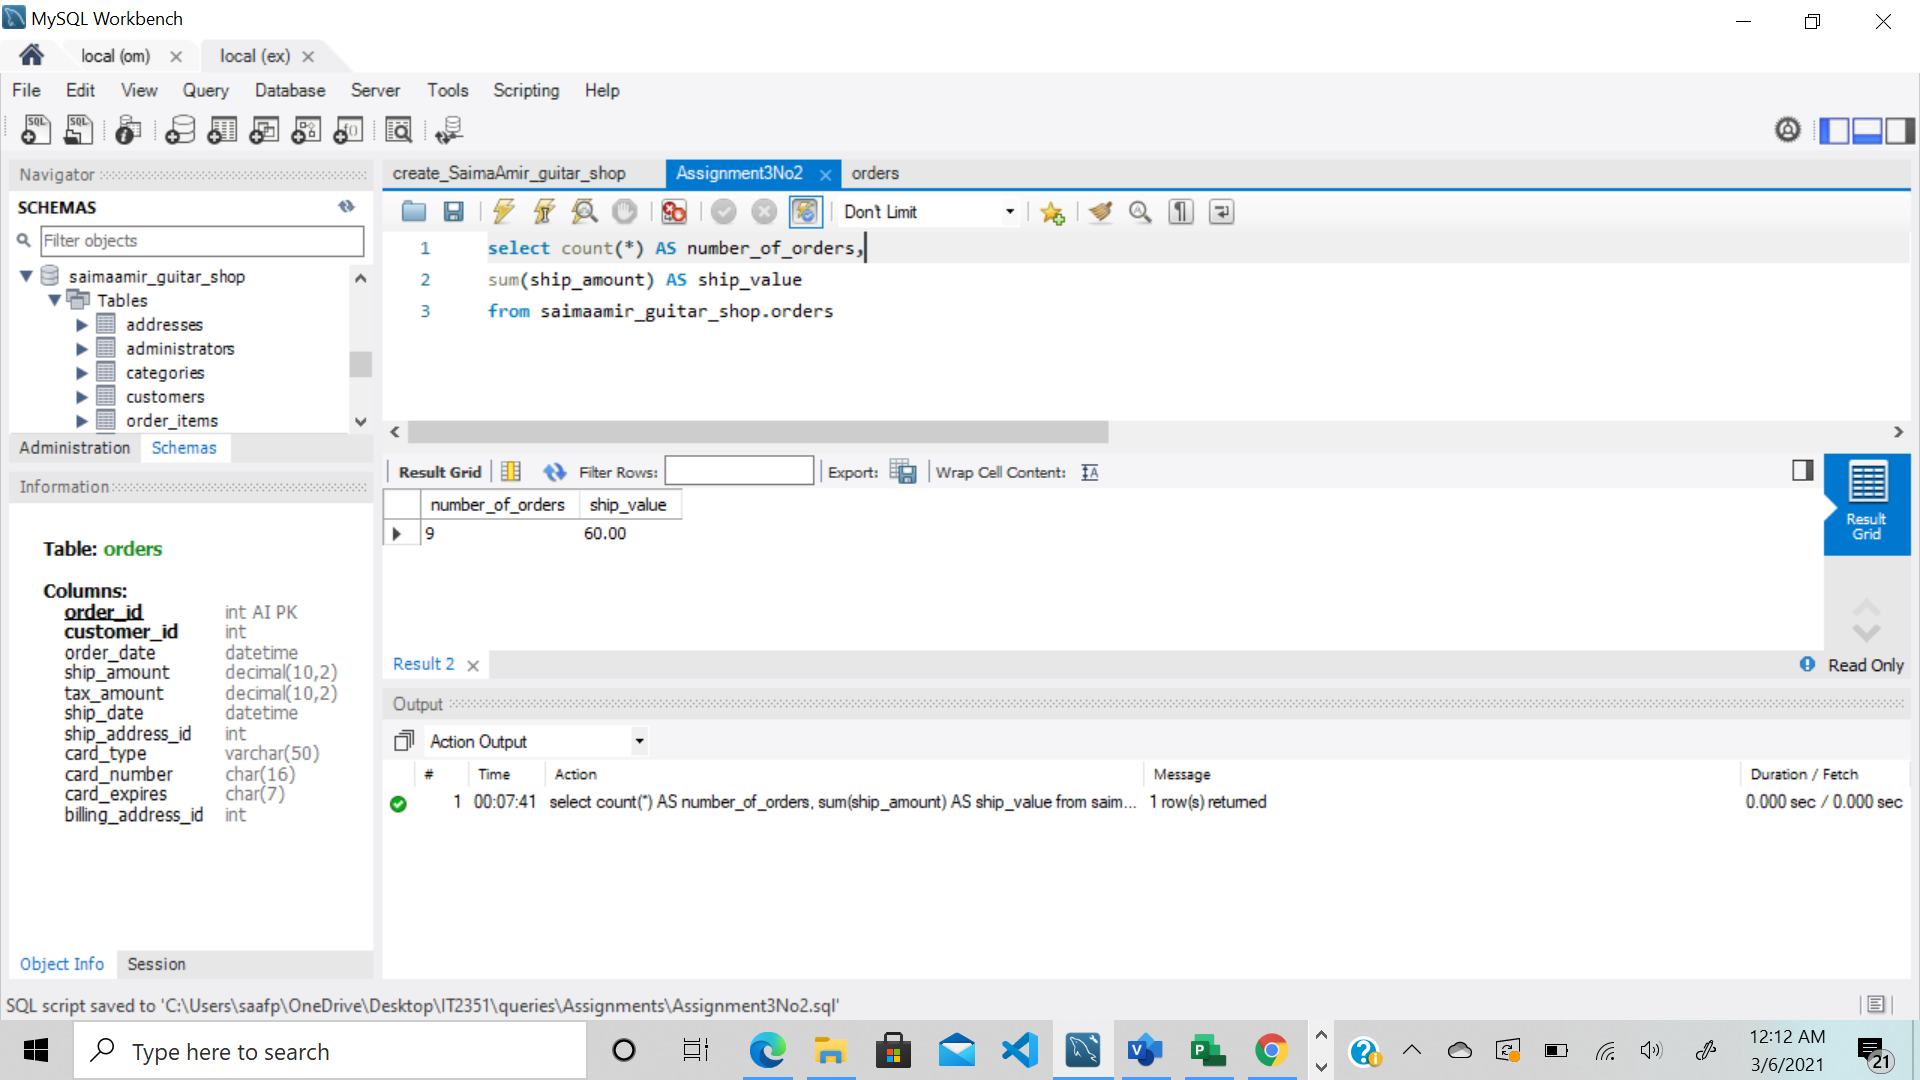 MySQL Workbench
local (om)
local (ex)
File Edit View Query Database Server Tools Scripting Help
Navigator
SCHEMAS
Filter objects
saimaamir_guitar_shop
Tables
addresses
administrators
categories
customers
order_items
Administration Schemas
Information
Table: orders
Columns:
order_id int AI PK
customer_id int
order_date datetime
ship_amount decimal(10,2)
tax_amount decimal(10,2)
ship_date datetime
ship_address_id int
card_type varchar(50)
card_number char(16)
card_expires char(7)
billing_address_id int
Object Info Session
create_SaimaAmir_guitar_shop Assignment3No2 orders
Don't Limit
1 select count(*) AS number_of_orders,
2 sum(ship_amount) AS ship_value
3 from saimaamir_guitar_shop.orders
Result Grid Filter Rows: Export: Wrap Cell Content:
number_of_orders ship_value
9 60.00
Result
Grid
Result 2
Read Only
Output
Action Output
# Time Action Message Duration / Fetch
1 00:07:41 select count(*) AS number_of_orders, sum(ship_amount) AS ship_value from saim... 1 row(s) returned 0.000 sec / 0.000 sec
SQL script saved to 'C:\Users\saafp\OneDrive\Desktop\IT2351\queries\Assignments\Assignment3No2.sql'
Type here to search
12:12 AM
3/6/2021
21